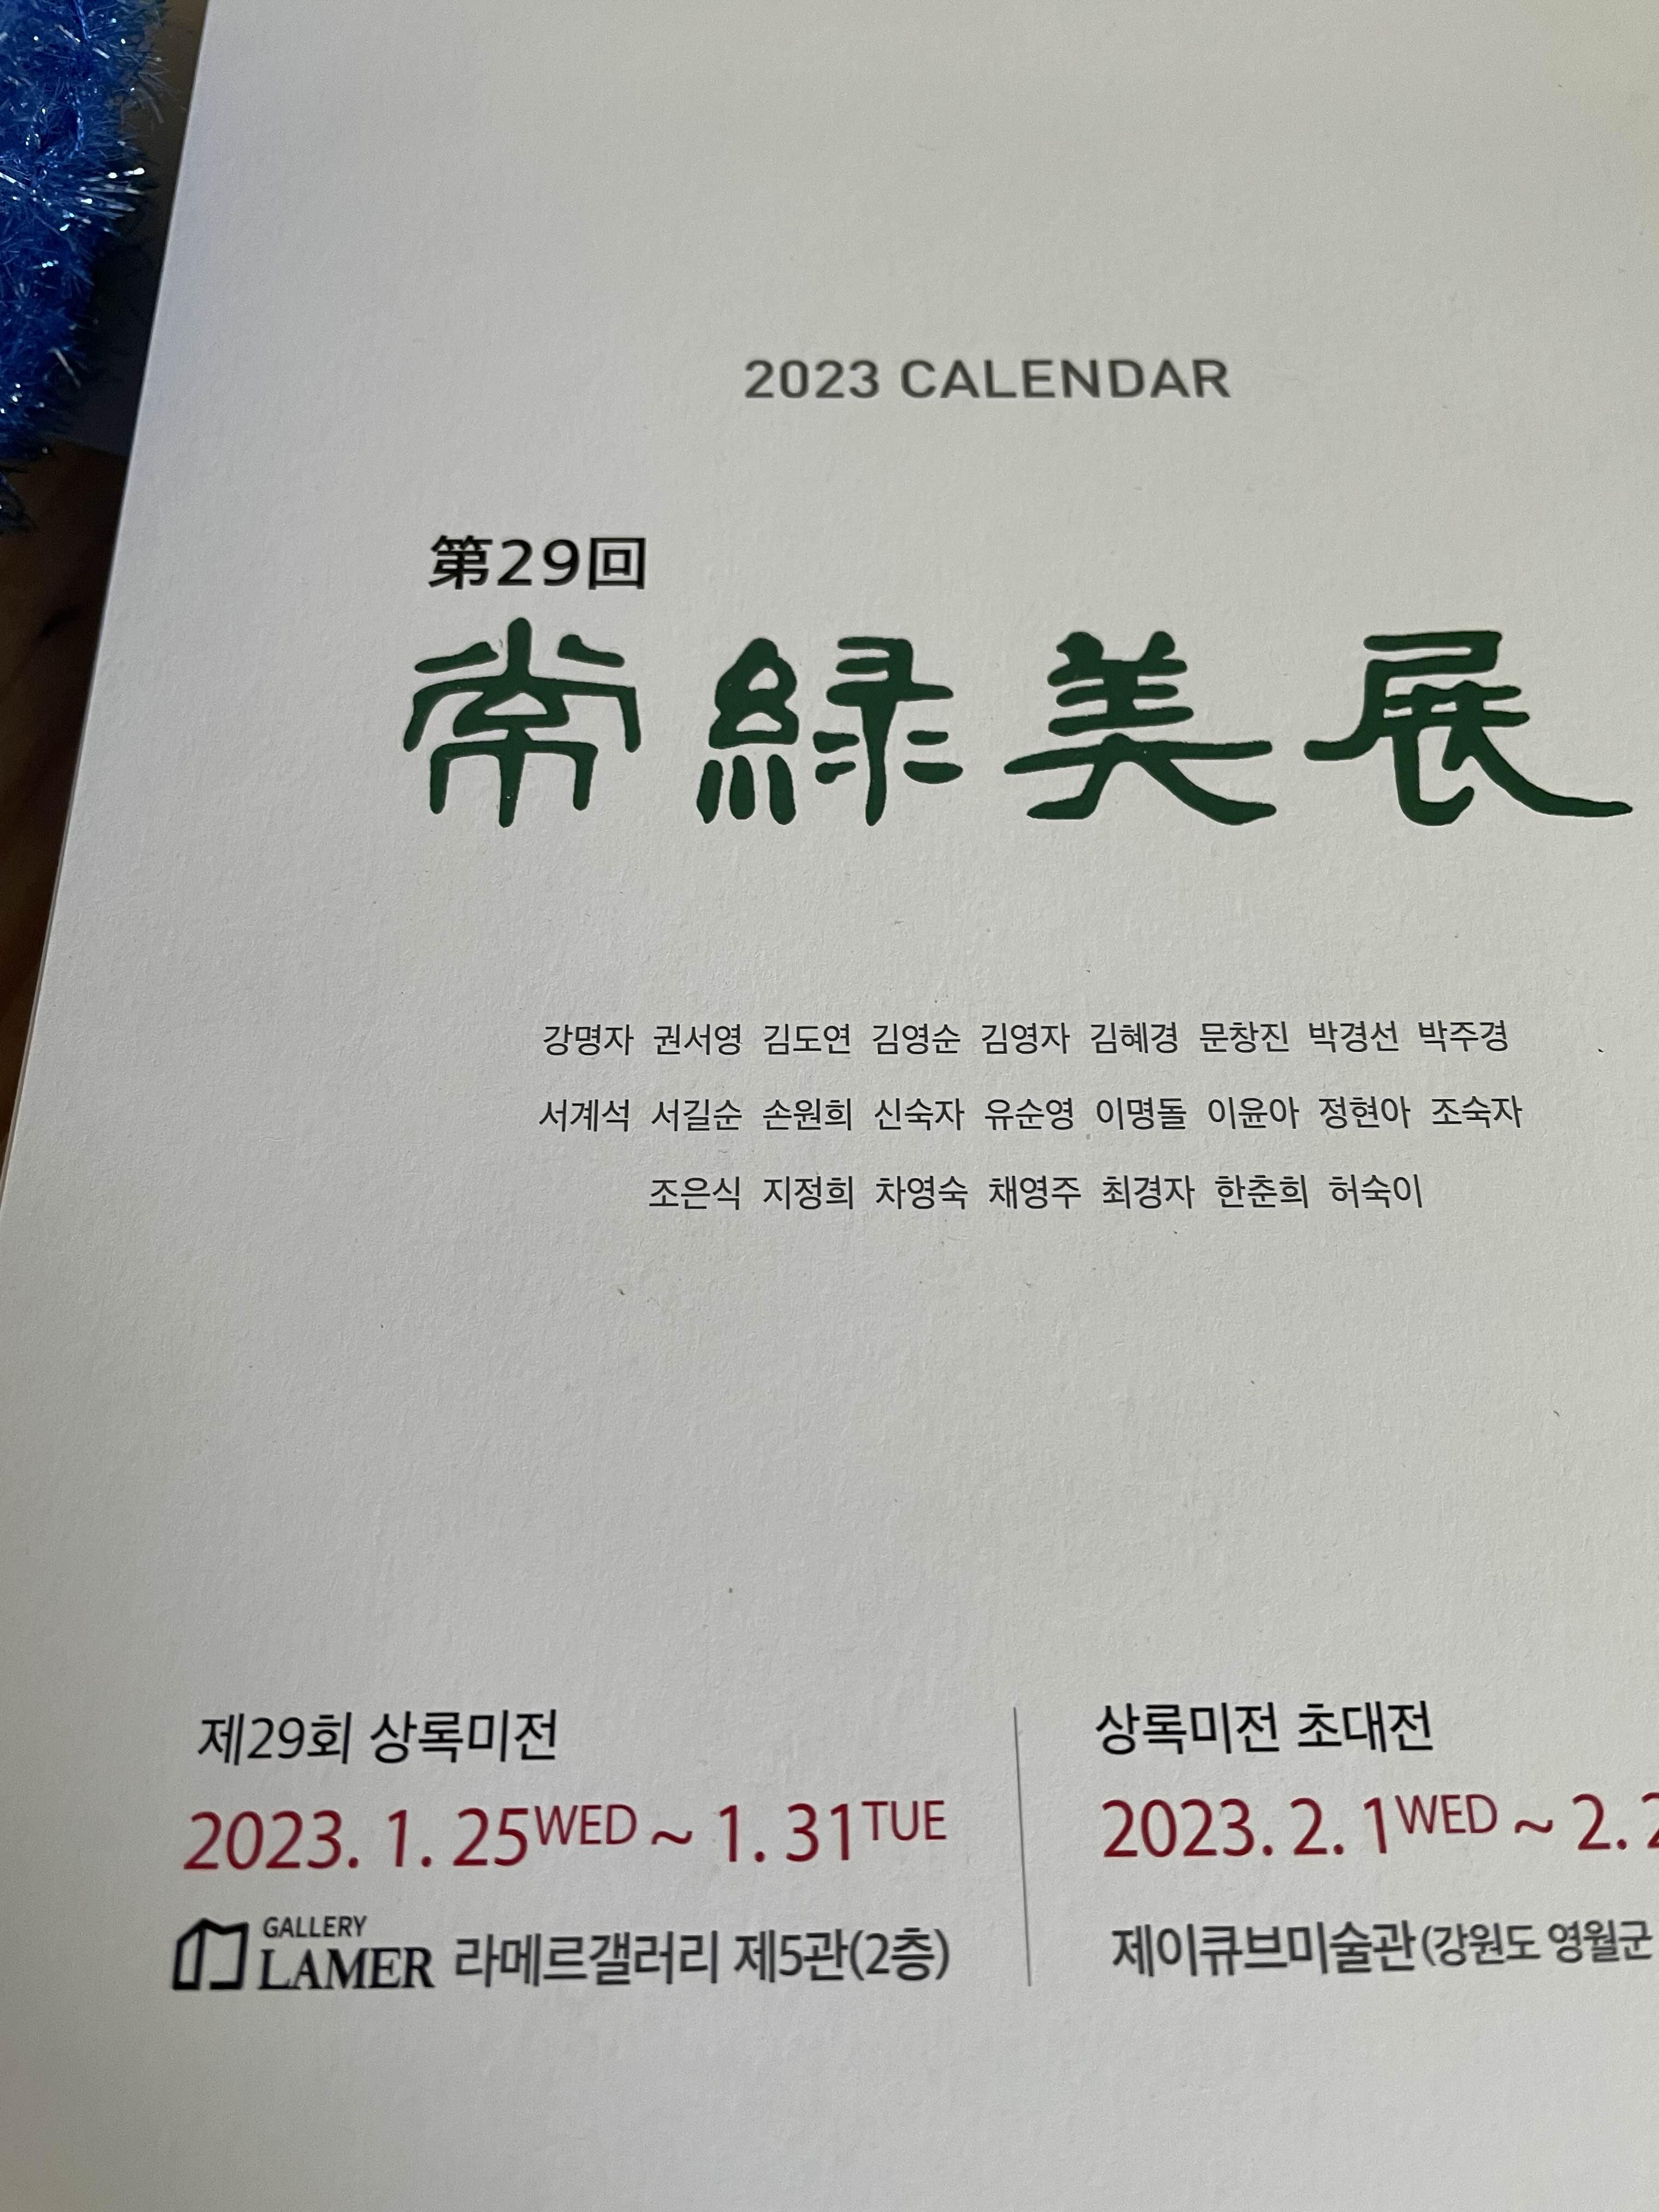 2023 CALENDAR
第29回
常緑美展
강명자 권서영 김도연 김영순 김영자 김혜경 문창진 박경선 박주경
서계석 서길순 손원희 신숙자 유순영 이명돌 이윤아 정현아 조숙자
조은식 지정희 차영숙 채영주 최경자 한춘희 허숙이
제29회 상록미전
2023. 1. 25WED ~ 1. 31TUE
GALLERY
LAMER 라메르갤러리 제5관(2층)
상록미전 초대전
2023. 2. 1WED ~ 2. 2
제이큐브미술관(강원도 영월군